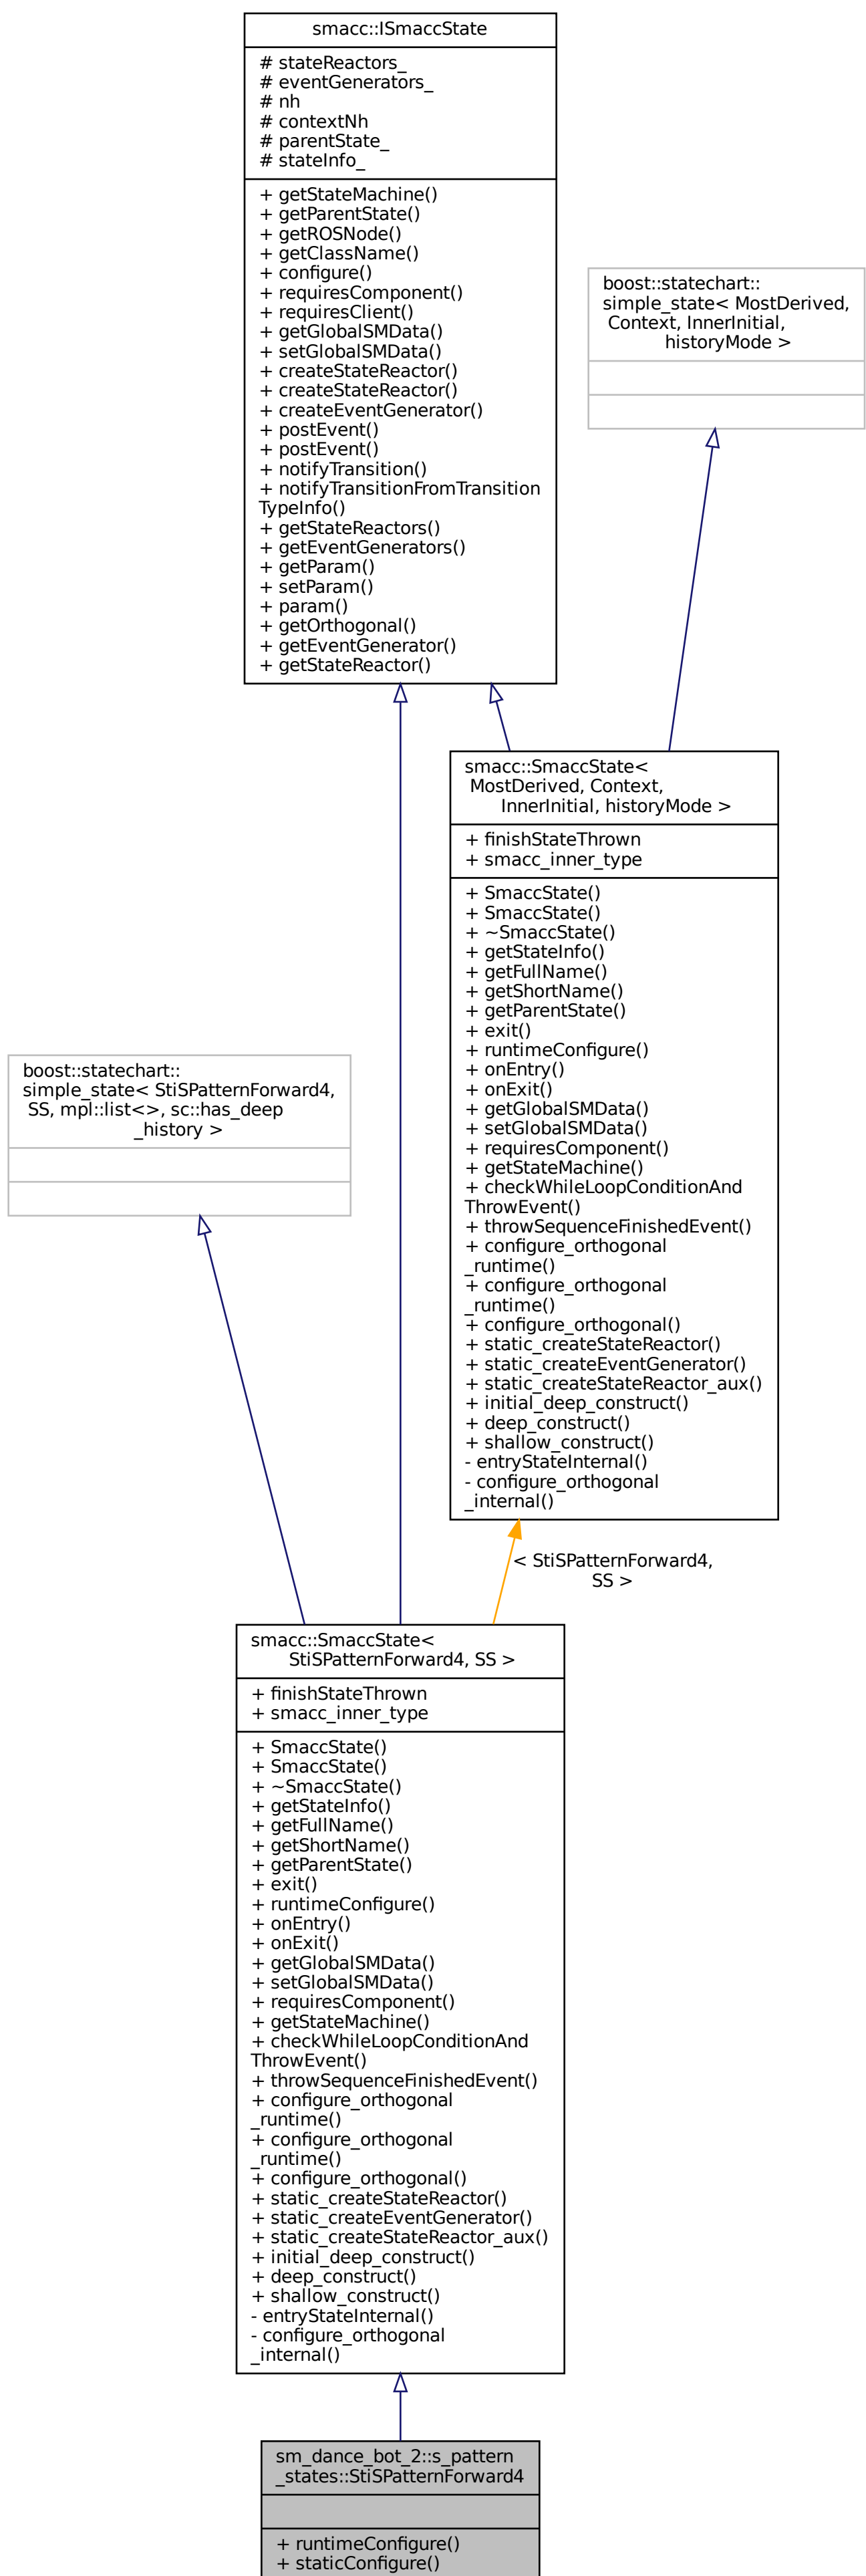 smacc::ISmaccState
# stateReactors_
# eventGenerators_
# nh
# contextNh
# parentState_
# stateInfo_
+ getStateMachine()
+ getParentState()
+ getROSNode()
+ getClassName()
+ configure()
+ requiresComponent()
+ requiresClient()
+ getGlobalSMData()
+ setGlobalSMData()
+ createStateReactor()
+ createStateReactor()
+ createEventGenerator()
+ postEvent()
+ postEvent()
+ notifyTransition()
+ notifyTransitionFromTransition
TypeInfo()
+ getStateReactors()
+ getEventGenerators()
+ getParam()
+ setParam()
+ param()
+ getOrthogonal()
+ getEventGenerator()
+ getStateReactor()
boost::statechart::
simple_state< MostDerived,
Context, InnerInitial,
historyMode >
smacc::SmaccState<
MostDerived, Context,
InnerInitial, historyMode >
+ finishStateThrown
+ smacc_inner_type
+ SmaccState()
+ SmaccState()
+ ~SmaccState()
+ getStateInfo()
+ getFullName()
+ getShortName()
+ getParentState()
+ exit()
+ runtimeConfigure()
+ onEntry()
+ onExit()
+ getGlobalSMData()
+ setGlobalSMData()
+ requiresComponent()
+ getStateMachine()
+ checkWhileLoopConditionAnd
ThrowEvent()
+ throwSequenceFinishedEvent()
+ configure_orthogonal
_runtime()
+ configure_orthogonal
_runtime()
+ configure_orthogonal()
+ static_createStateReactor()
+ static_createEventGenerator()
+ static_createStateReactor_aux()
+ initial_deep_construct()
+ deep_construct()
+ shallow_construct()
- entryStateInternal()
- configure_orthogonal
_internal()
boost::statechart::
simple_state< StiSPatternForward4,
SS, mpl::list<>, sc::has_deep
_history >
< StiSPatternForward4,
SS >
smacc::SmaccState<
StiSPatternForward4, SS >
+ finishStateThrown
+ smacc_inner_type
+ SmaccState()
+ SmaccState()
+ ~SmaccState()
+ getStateInfo()
+ getFullName()
+ getShortName()
+ getParentState()
+ exit()
+ runtimeConfigure()
+ onEntry()
+ onExit()
+ getGlobalSMData()
+ setGlobalSMData()
+ requiresComponent()
+ getStateMachine()
+ checkWhileLoopConditionAnd
ThrowEvent()
+ throwSequenceFinishedEvent()
+ configure_orthogonal
_runtime()
+ configure_orthogonal
_runtime()
+ configure_orthogonal()
+ static_createStateReactor()
+ static_createEventGenerator()
+ static_createStateReactor_aux()
+ initial_deep_construct()
+ deep_construct()
+ shallow_construct()
- entryStateInternal()
- configure_orthogonal
_internal()
sm_dance_bot_2::s_pattern
_states::StiSPatternForward4
+ runtimeConfigure()
+ staticConfigure()